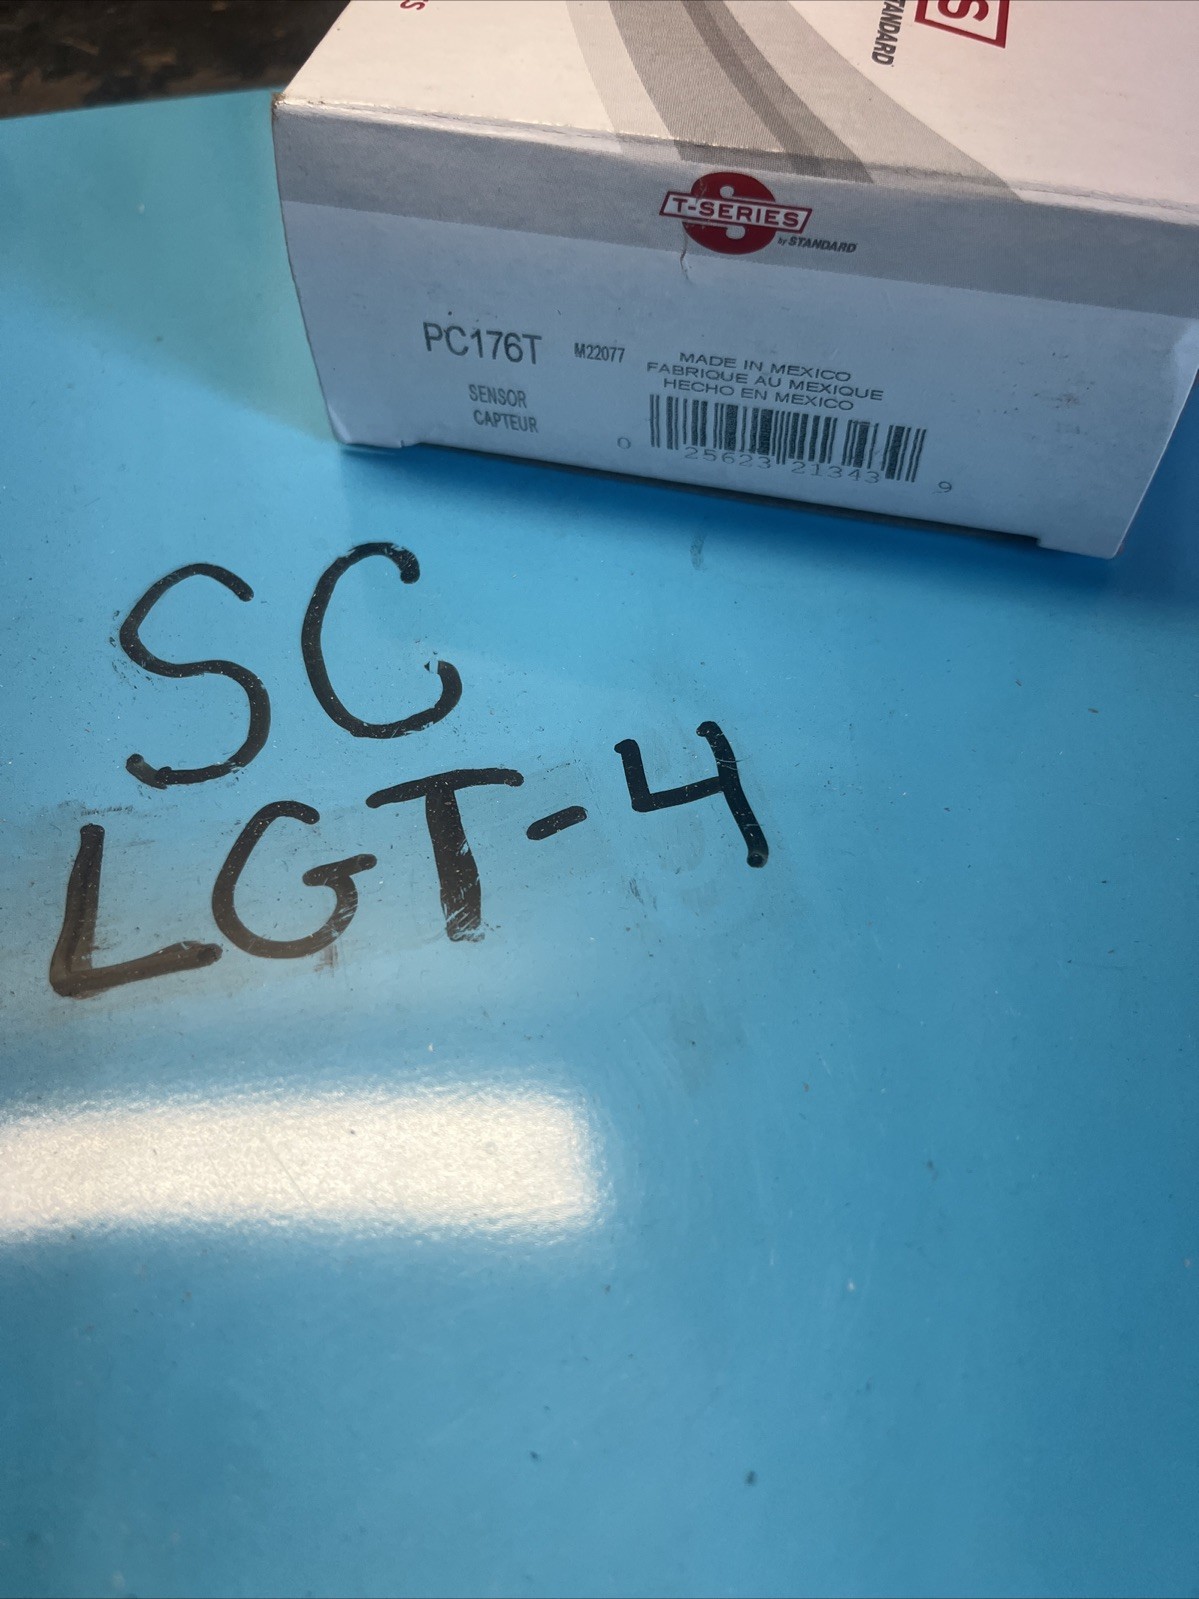 S
STANDARD
S
T-SERIES
by STANDARD
PC176T
M22077
MADE IN MEXICO
FABRIQUE AU MEXIQUE
HECHO EN MEXICO
SENSOR
CAPTEUR
0 25623 21343 9
SC
LGT-4